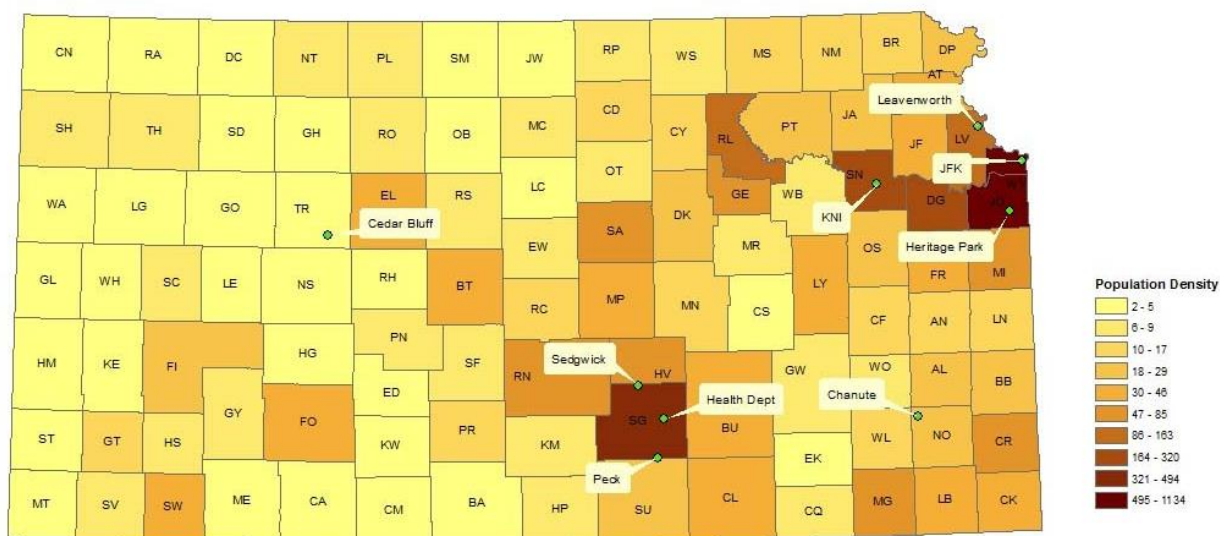 CN
RA
DC
NT
PL
SM
JW
RP
WS
MS
NM
BR
DP
AT
Leavenworth
SH
TH
SD
GH
RO
OB
MC
CD
CY
RL
PT
JA
JF
LV
JFK
WA
LG
GO
TR
EL
RS
LC
OT
DK
GE
WB
SN
KNI
DG
JO
Cedar Bluff
EW
SA
MR
OS
Heritage Park
GL
WH
SC
LE
NS
RH
BT
RC
MP
MN
CS
LY
FR
MI
HM
KE
FI
HG
PN
SF
CF
AN
LN
Sedgwick
RN
HV
GW
WO
AL
BB
ED
GY
FO
SG
Health Dept
BU
Chanute
ST
GT
HS
KW
PR
KM
EK
WL
NO
CR
Peck
MT
SV
SW
ME
CA
CM
BA
HP
SU
CL
CQ
MG
LB
CK
Population Density
2 - 5
6 - 9
10 - 17
18 - 29
30 - 46
47 - 85
86 - 163
164 - 320
321 - 494
495 - 1134